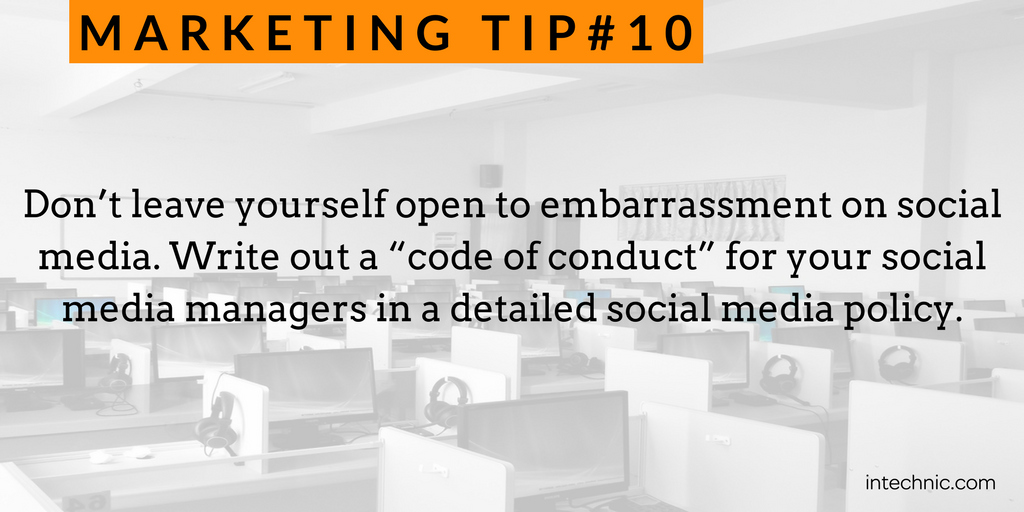 MARKETING TIP#10
Don’t leave yourself open to embarrassment on social
media. Write out a “code of conduct” for your social
media managers in a detailed social media policy.
intechnic.com